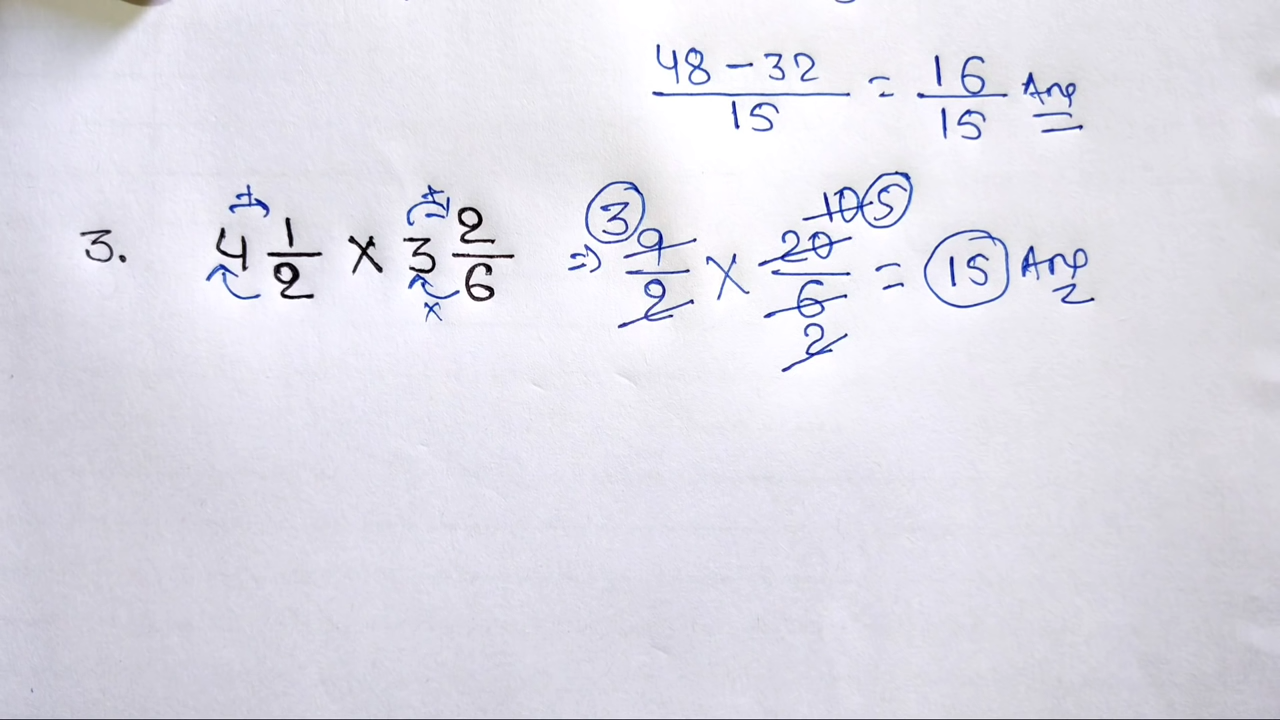 48 - 32 / 15 = 16 / 15 Ans
3. 4 1/2 × 3 2/6 ⇒ 3 9/2 × 20/6 10 5 2 = 15 Ans
+ + ×